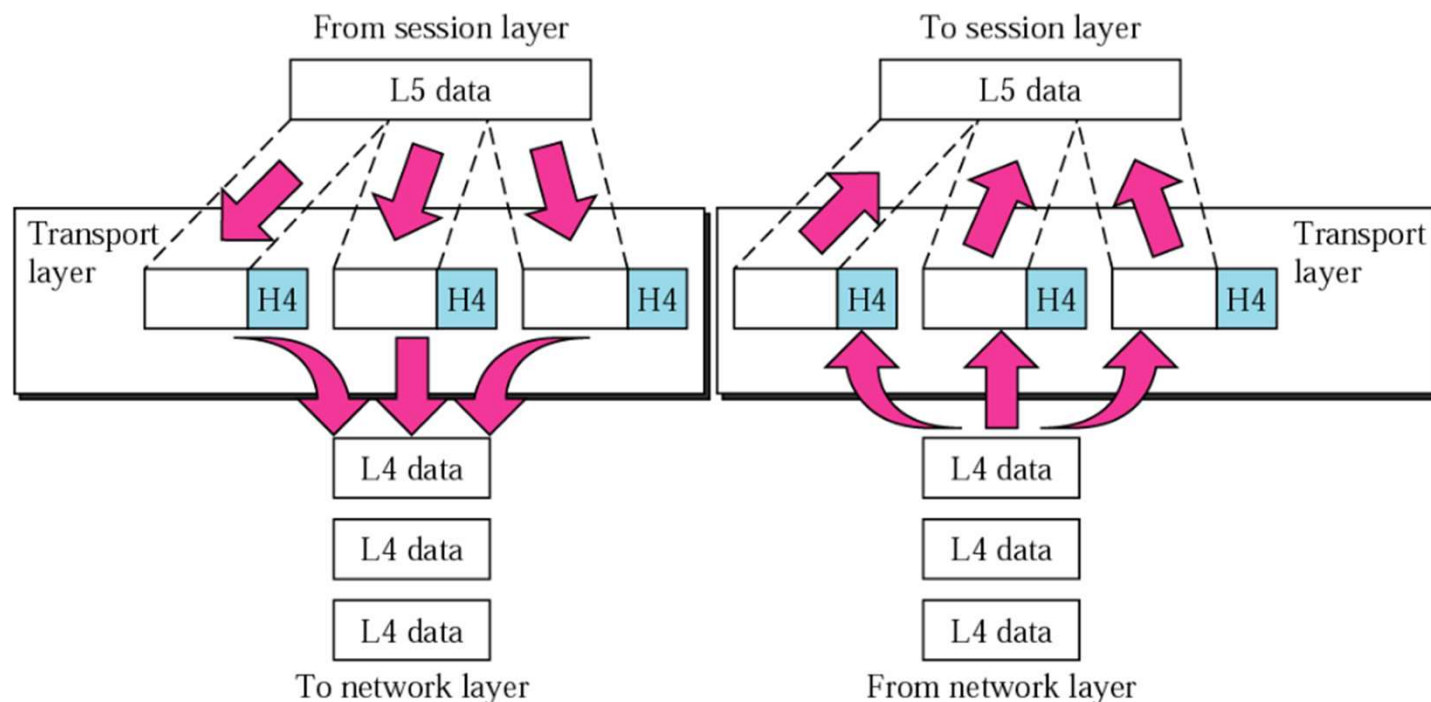 From session layer
L5 data
Transport
layer
H4
H4
H4
L4 data
L4 data
L4 data
To network layer
To session layer
L5 data
Transport
layer
H4
H4
H4
L4 data
L4 data
L4 data
From network layer